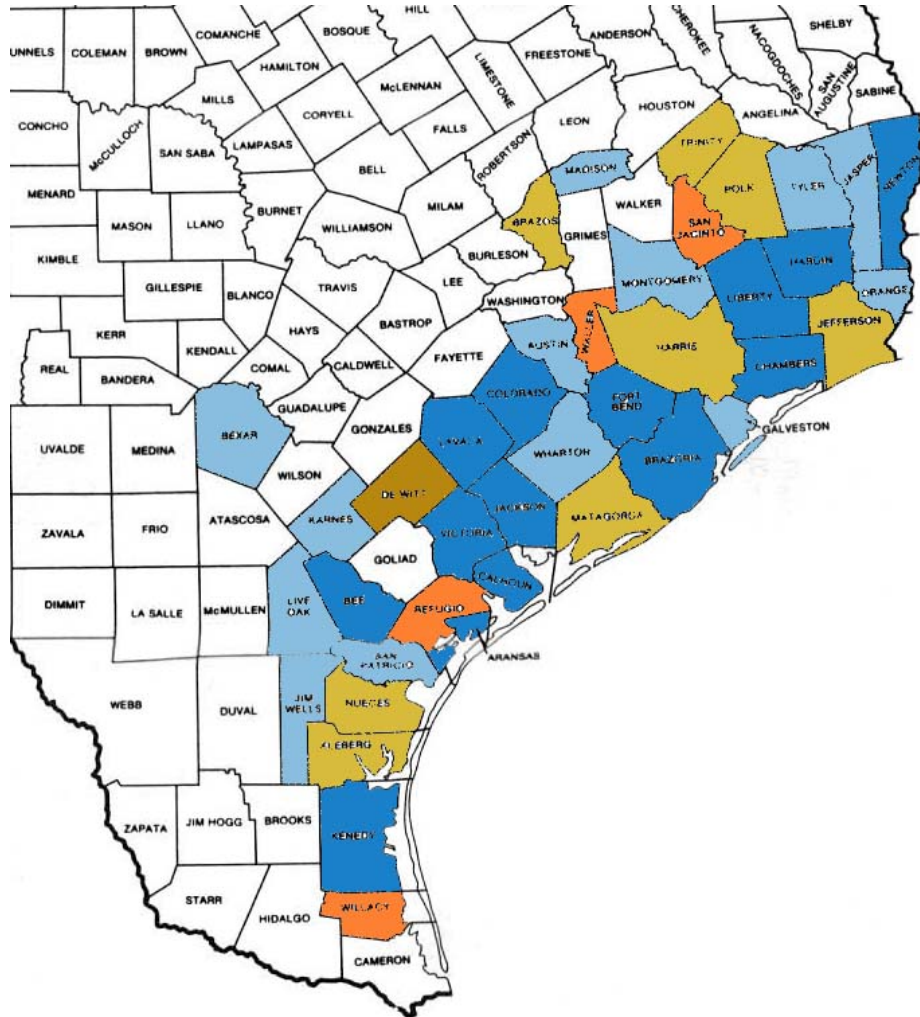 HILL
SHELBY
COMANCHE
BOSQUE
ANDERSON
CHEROKEE
NACOGDOCHES
UNNELS
COLEMAN
BROWN
FREESTONE
HAMILTON
LIMESTONE
SAN
AUGUSTINE
McLENNAN
SABINE
MILLS
HOUSTON
ANGELINA
CORYELL
LEON
CONCHO
McCULLOCH
SAN SABA
LAMPASAS
FALLS
ROBERTSON
TRINITY
BELL
MADISON
JASPER
NEWTON
MENARD
POLK
TYLER
MILAM
WALKER
BURNET
BRAZOS
MASON
LLANO
WILLIAMSON
SAN
JACINTO
GRIMES
BURLESON
KIMBLE
HARDIN
LEE
MONTGOMERY
GILLESPIE
TRAVIS
LIBERTY
ORANGE
BLANCO
WASHINGTON
BASTROP
JEFFERSON
HAYS
WALLER
KERR
AUSTIN
HARRIS
KENDALL
FAYETTE
CHAMBERS
REAL
CALDWELL
COMAL
BANDERA
COLORADO
FORT
BEND
GUADALUPE
GONZALES
GALVESTON
BEXAR
LAVACA
UVALDE
MEDINA
WHARTON
BRAZORIA
WILSON
DE WITT
JACKSON
KARNES
MATAGORDA
ATASCOSA
ZAVALA
FRIO
VICTORIA
GOLIAD
CALHOUN
DIMMIT
LA SALLE
McMULLEN
LIVE
OAK
BEE
REFUGIO
SAN
PATRICIO
ARANSAS
WEBB
DUVAL
JIM
WELLS
NUECES
KLEBERG
ZAPATA
JIM HOGG
BROOKS
KENEDY
STARR
HIDALGO
WILLACY
CAMERON